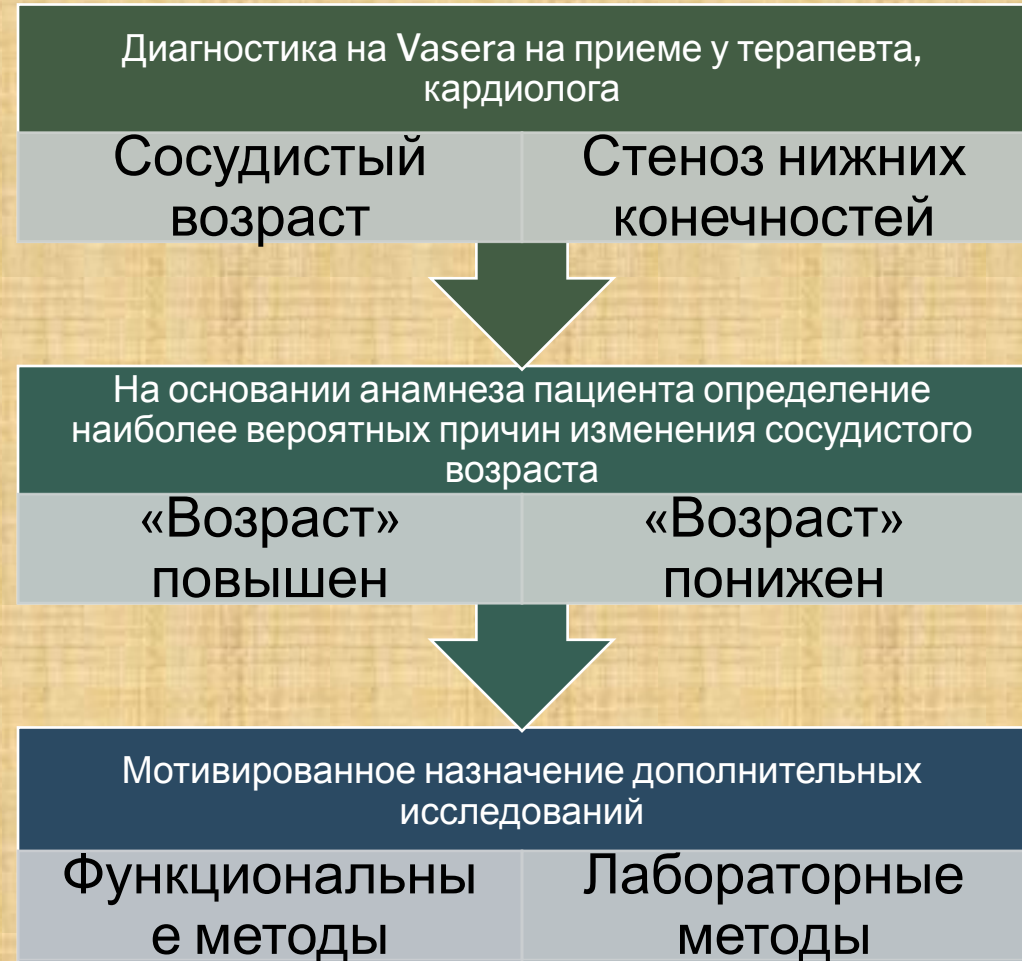 Диагностика на Vasera на приеме у терапевта,
кардиолога
Сосудистый
возраст
Стеноз нижних
конечностей
На основании анамнеза пациента определение
наиболее вероятных причин изменения сосудистого
возраста
«Возраст»
повышен
«Возраст»
понижен
Мотивированное назначение дополнительных
исследований
Функциональны
е методы
Лабораторные
методы